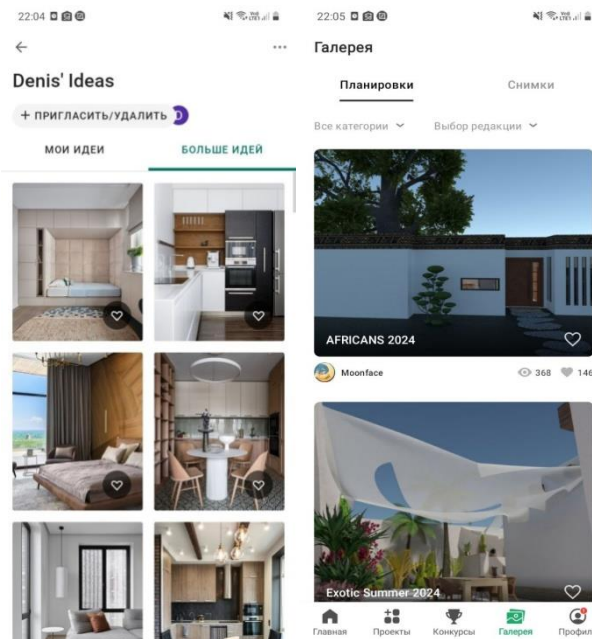 22:04
Denis' Ideas
+ ПРИГЛАСИТЬ/УДАЛИТЬ
D
МОИ ИДЕИ
БОЛЬШЕ ИДЕЙ
22:05
Галерея
Планировки
Снимки
Все категории
Выбор редакции
AFRICANS 2024
Moonface
368
146
Exotic Summer 2024
Главная
Проекты
Конкурсы
Галерея
Профил